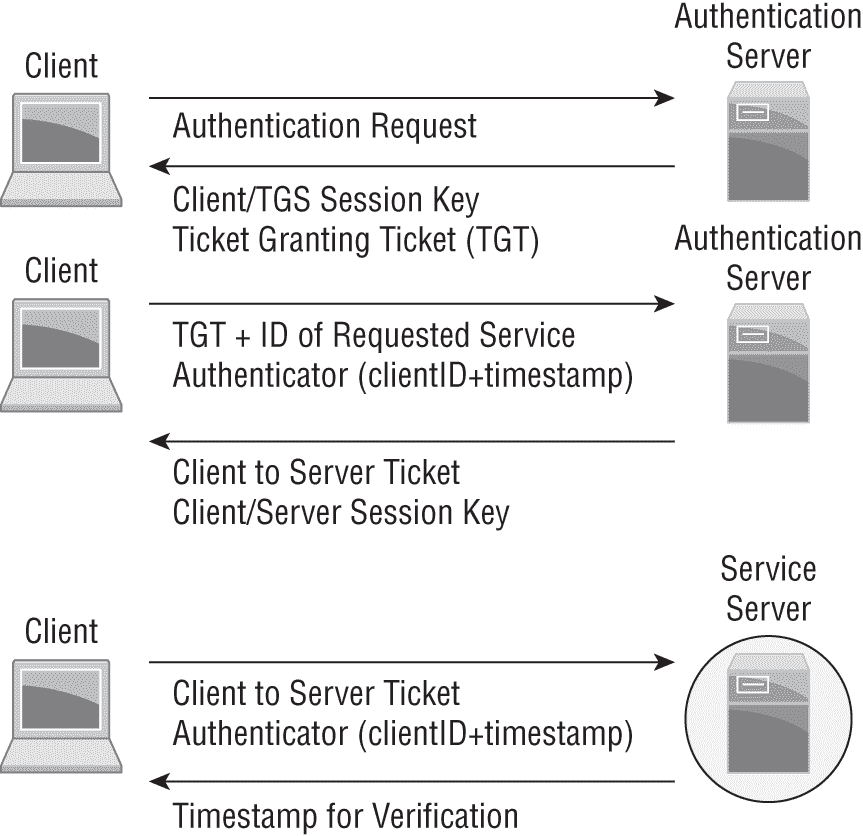 Client
Authentication
Server
Authentication Request
Client/TGS Session Key
Ticket Granting Ticket (TGT)
Client
Authentication
Server
TGT + ID of Requested Service
Authenticator (clientID+timestamp)
Client to Server Ticket
Client/Server Session Key
Client
Service
Server
Client to Server Ticket
Authenticator (clientID+timestamp)
Timestamp for Verification